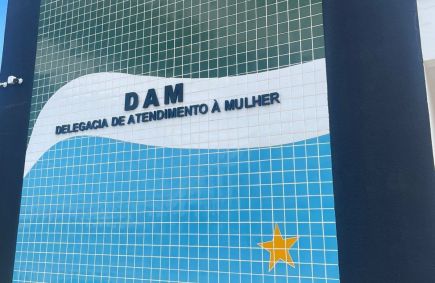 DAM
DELEGACIA DE ATENDIMENTO À MULHER